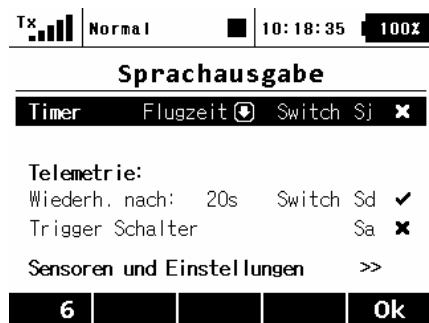 Tx Normal 10:18:35 100%
Sprachausgabe
Timer Flugzeit Switch Sj ✖
Telemetrie:
Wiederh. nach: 20s Switch Sd ✔
Trigger Schalter Sa ✖
Sensoren und Einstellungen >>
6 Ok